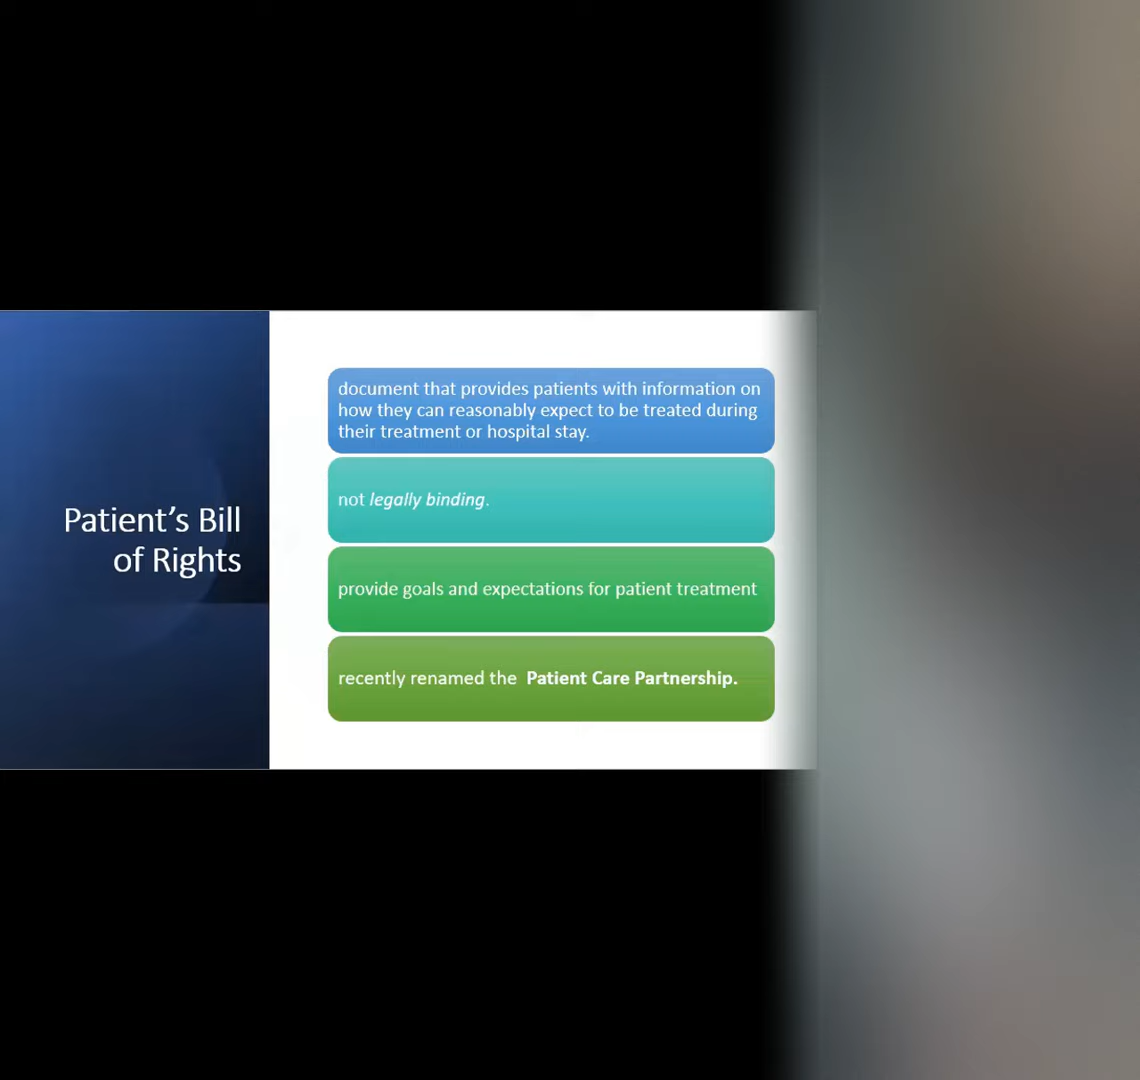 Patient’s Bill
of Rights
document that provides patients with information on
how they can reasonably expect to be treated during
their treatment or hospital stay.
not legally binding.
provide goals and expectations for patient treatment
recently renamed the  Patient Care Partnership.